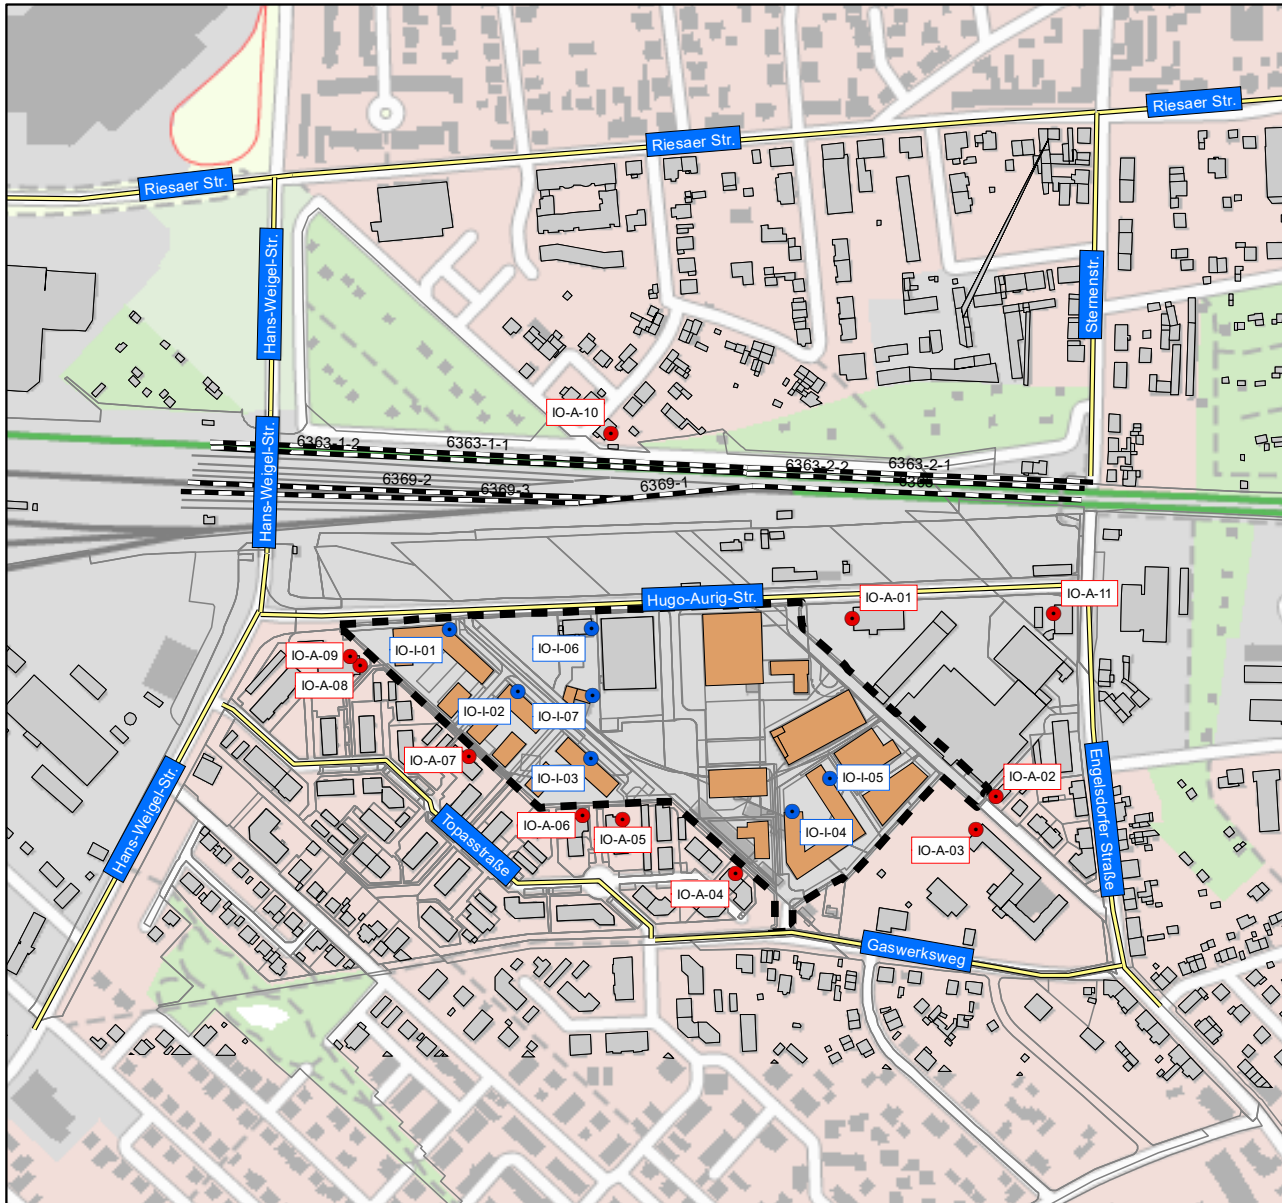 Riesaer Str.
Riesaer Str.
Riesaer Str.
Hans-Weigel-Str.
Sternenstr.
IO-A-10
Hans-Weigel-Str.
6363-1-2
6363-1-1
6363-2-2
6363-2-1
6369-2
6369-3
6369-1
Hugo-Aurig-Str.
IO-A-01
IO-A-11
IO-I-01
IO-I-06
IO-A-09
IO-A-08
IO-I-02
IO-I-07
IO-A-07
IO-I-03
IO-I-05
IO-A-02
Hans-Weigel-Str.
Engelsdorfer Straße
Topasstraße
IO-A-06
IO-A-05
IO-I-04
IO-A-03
IO-A-04
Gaswerksweg